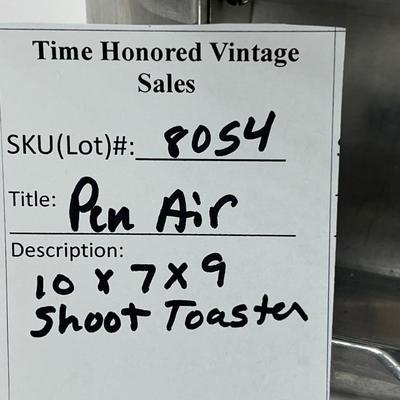 Time Honored Vintage
Sales
SKU(Lot)#: 8054
Title: Pen Air
Description:
10 x 7 x 9
Shoot Toaster